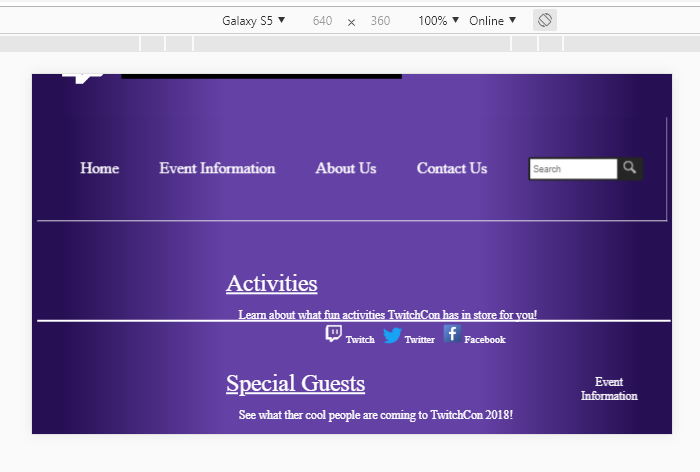 Galaxy S5 ▼ 640 × 360 100% ▼ Online ▼
Home Event Information About Us Contact Us Search
Activities
Learn about what fun activities TwitchCon has in store for you!
Twitch Twitter Facebook
Special Guests
Event
Information
See what ther cool people are coming to TwitchCon 2018!